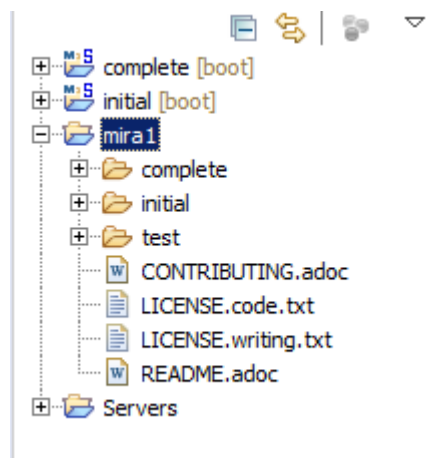 complete [boot]
initial [boot]
mira1
complete
initial
test
CONTRIBUTING.adoc
LICENSE.code.txt
LICENSE.writing.txt
README.adoc
Servers